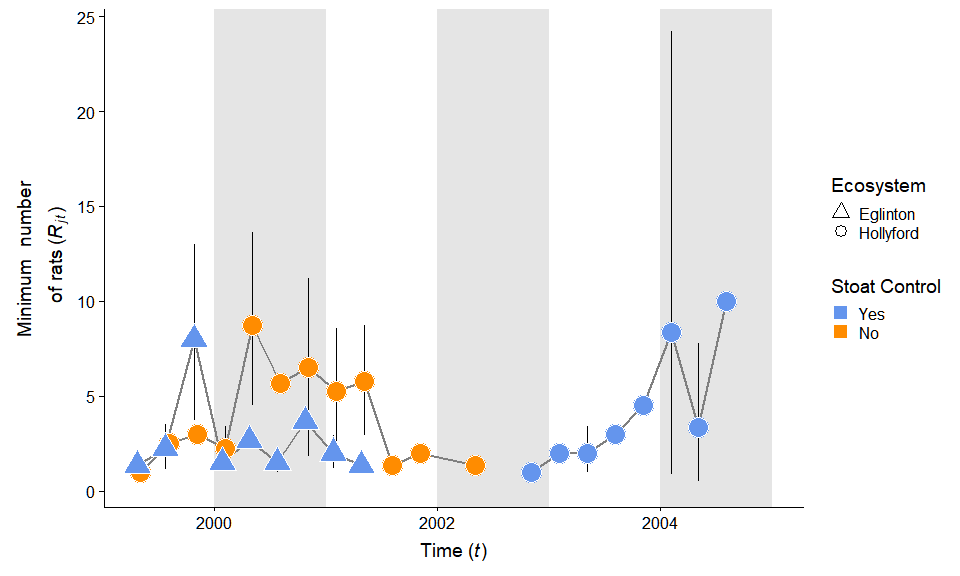 25
20
15
10
5
0
Minimum number
of rats (Rjt)
2000
2002
2004
Time (t)
Ecosystem
Eglinton
Hollyford
Stoat Control
Yes
No